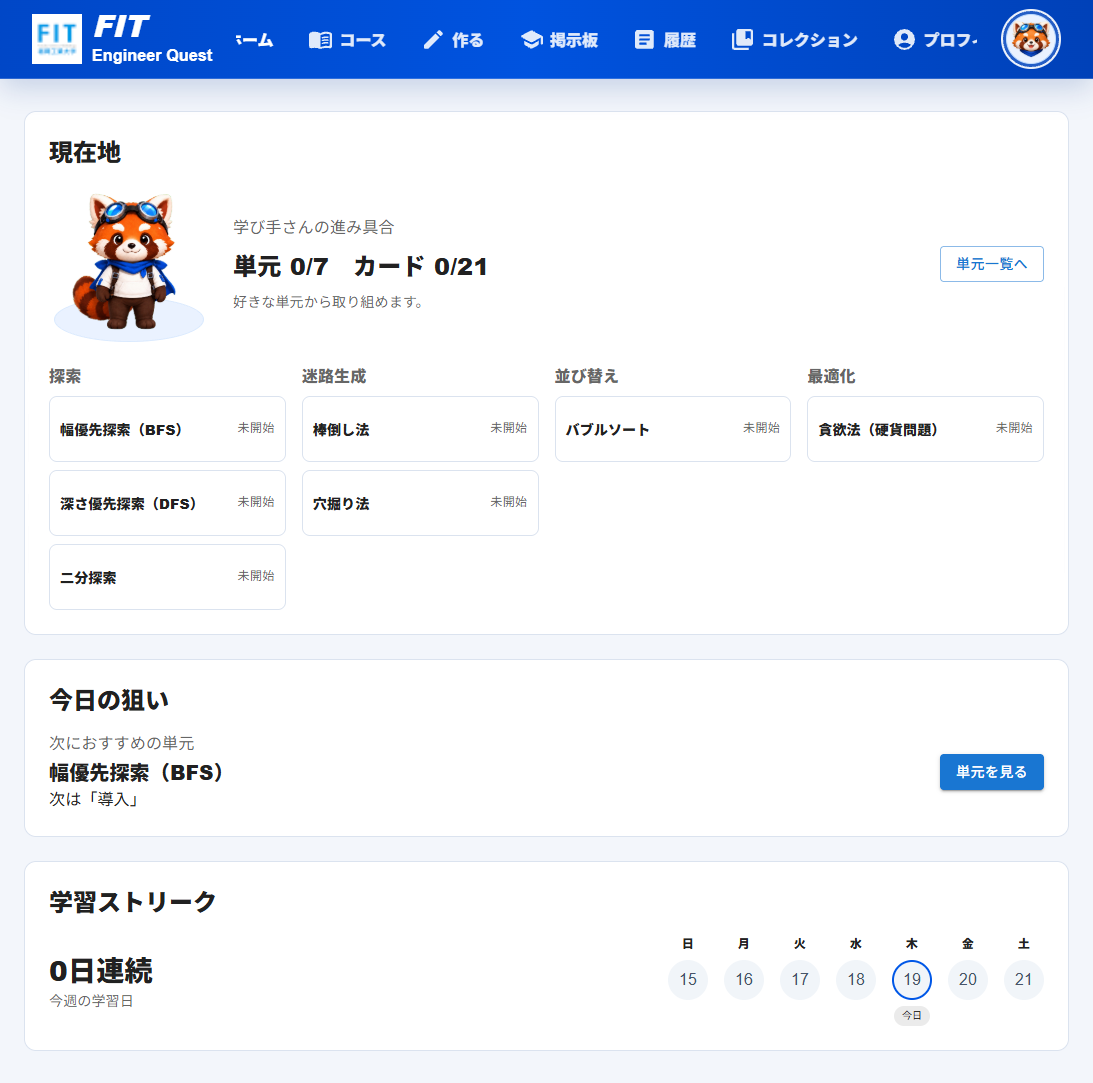 FIT
FIT
Engineer Quest
ーム
コース
作る
掲示板
履歴
コレクション
プロフィ
現在地
学び手さんの進み具合
単元 0/7 カード 0/21
好きな単元から取り組めます。
単元一覧へ
探索
幅優先探索（BFS） 未開始
深さ優先探索（DFS） 未開始
二分探索 未開始
迷路生成
棒倒し法 未開始
穴掘り法 未開始
並び替え
バブルソート 未開始
最適化
貪欲法（硬貨問題） 未開始
今日の狙い
次におすすめの単元
幅優先探索（BFS）
次は「導入」
単元を見る
学習ストリーク
0日連続
今週の学習日
日 月 火 水 木 金 土
15 16 17 18 19 20 21
今日